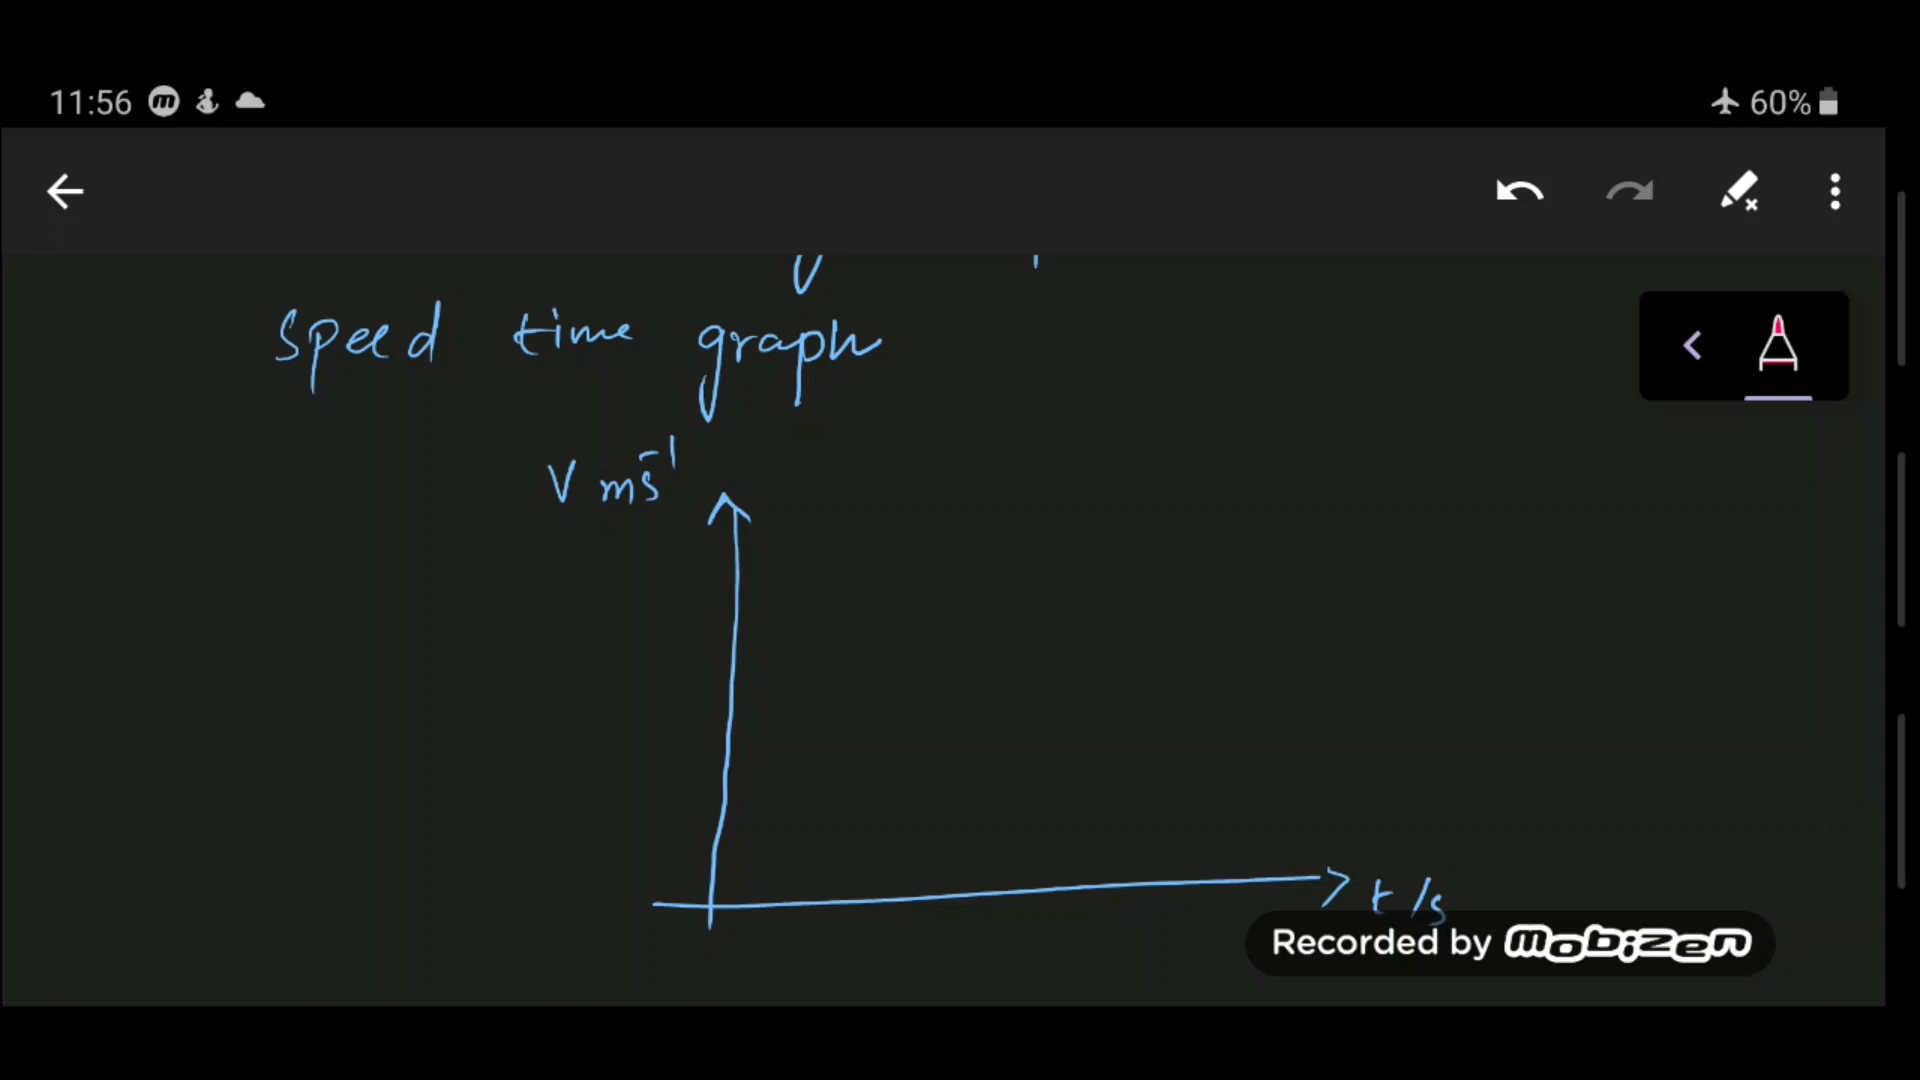 11:56
60%
Speed time graph
V ms⁻¹
t/s
Recorded by mobizen